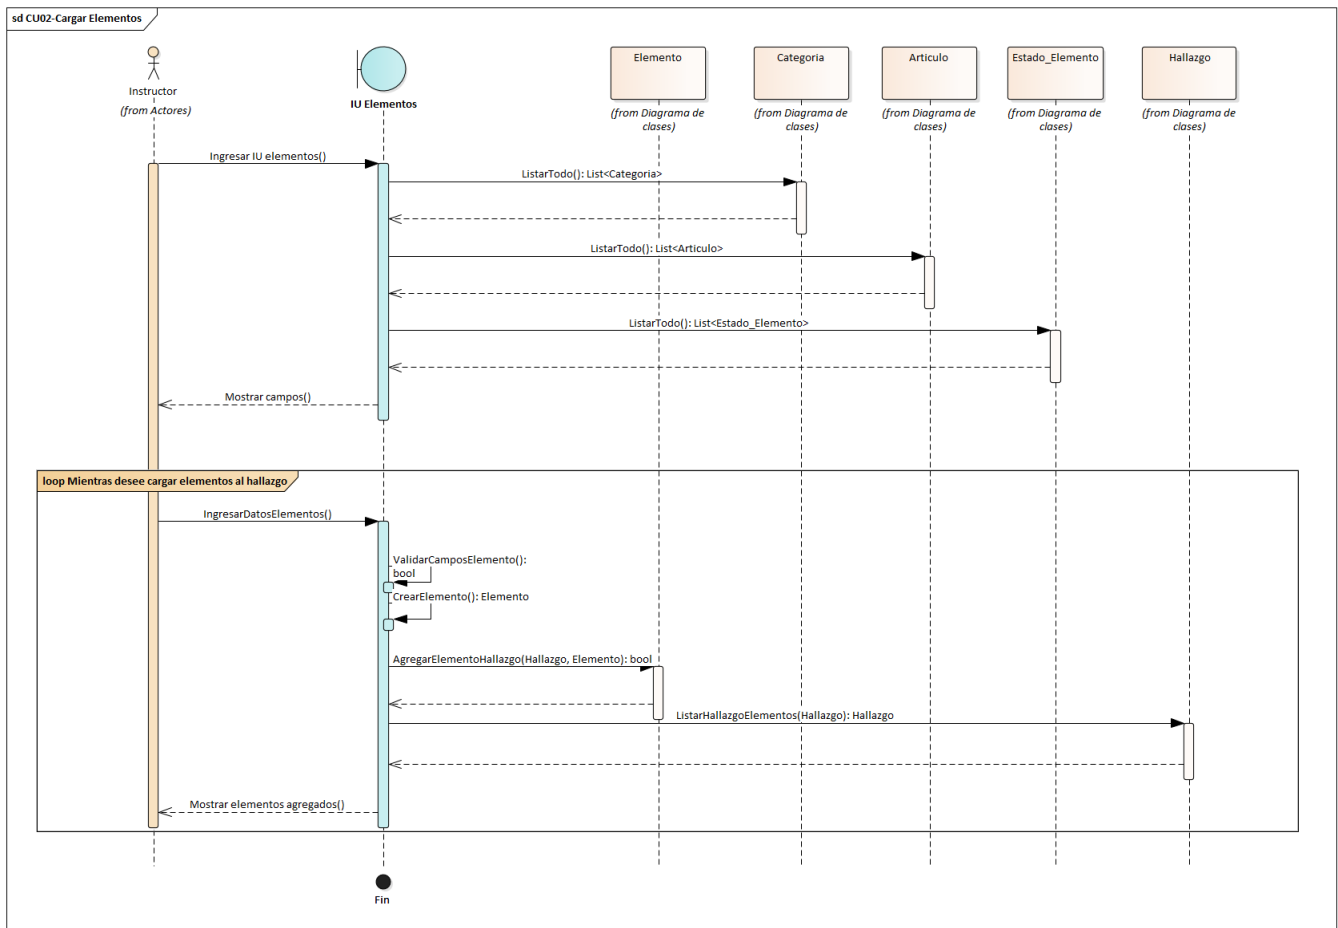 sd CU02-Cargar Elementos
Instructor
(from Actores)
IU Elementos
Elemento
(from Diagrama de
clases)
Categoria
(from Diagrama de
clases)
Articulo
(from Diagrama de
clases)
Estado_Elemento
(from Diagrama de
clases)
Hallazgo
(from Diagrama de
clases)
Ingresar IU elementos()
ListarTodo(): List<Categoria>
ListarTodo(): List<Articulo>
ListarTodo(): List<Estado_Elemento>
Mostrar campos()
loop Mientras desee cargar elementos al hallazgo
IngresarDatosElementos()
ValidarCamposElemento():
bool
CrearElemento(): Elemento
AgregarElementoHallazgo(Hallazgo, Elemento): bool
ListarHallazgoElementos(Hallazgo): Hallazgo
Mostrar elementos agregados()
Fin